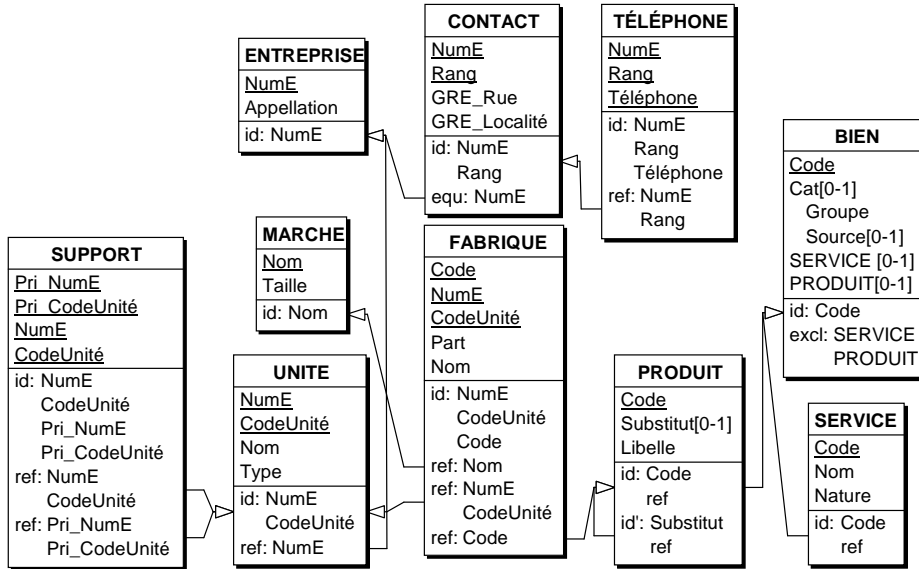 ENTREPRISE
NumE
Appellation
id: NumE
CONTACT
NumE
Rang
GRE_Rue
GRE_Localité
id: NumE
Rang
equ: NumE
TÉLÉPHONE
NumE
Rang
Téléphone
id: NumE
Rang
Téléphone
ref: NumE
Rang
BIEN
Code
Cat[0-1]
Groupe
Source[0-1]
SERVICE [0-1]
PRODUIT[0-1]
id: Code
excl: SERVICE
PRODUIT
MARCHE
Nom
Taille
id: Nom
SUPPORT
Pri_NumE
Pri_CodeUnité
NumE
CodeUnité
id: NumE
CodeUnité
Pri_NumE
Pri_CodeUnité
ref: NumE
CodeUnité
ref: Pri_NumE
Pri_CodeUnité
UNITE
NumE
CodeUnité
Nom
Type
id: NumE
CodeUnité
ref: NumE
FABRIQUE
Code
NumE
CodeUnité
Part
Nom
id: NumE
CodeUnité
Code
ref: Nom
ref: NumE
CodeUnité
ref: Code
PRODUIT
Code
Substitut[0-1]
Libelle
id: Code
ref
id': Substitut
ref
SERVICE
Code
Nom
Nature
id: Code
ref